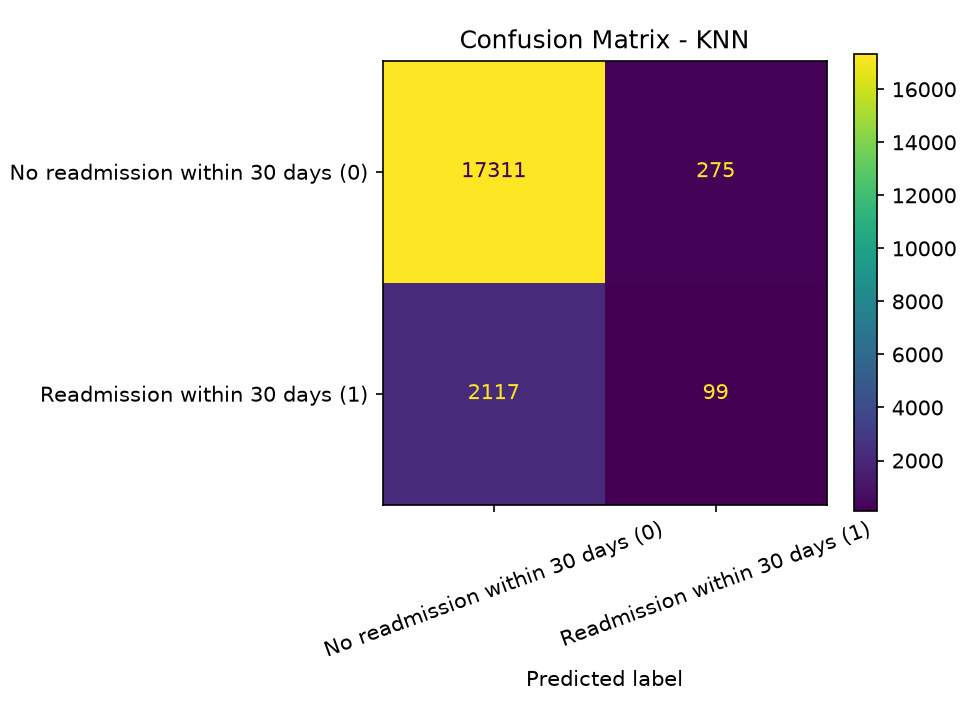 Confusion Matrix - KNN
No readmission within 30 days (0)
17311
275
Readmission within 30 days (1)
2117
99
No readmission within 30 days (0)
Readmission within 30 days (1)
Predicted label
16000
14000
12000
10000
8000
6000
4000
2000